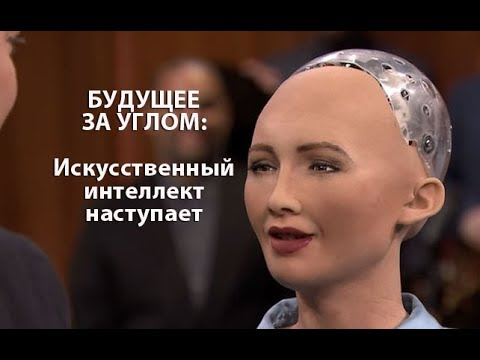 БУДУЩЕЕ
ЗА УГЛОМ:
Искусственный
интеллект
наступает